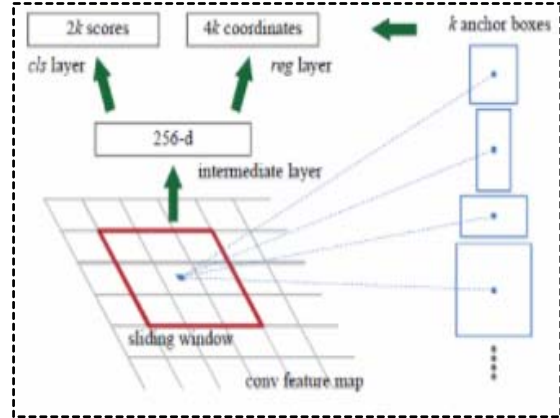 2k scores
4k coordinates
k anchor boxes
cls layer
reg layer
256-d
intermediate layer
sliding window
conv feature map